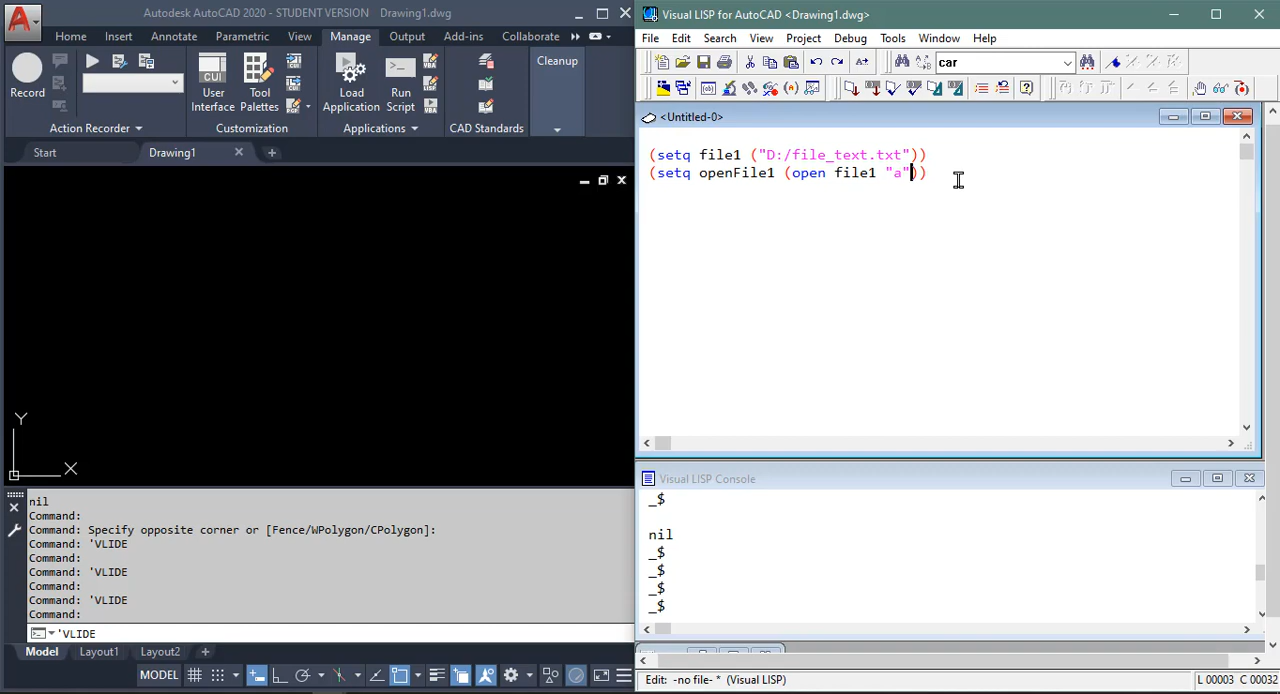 Autodesk AutoCAD 2020 - STUDENT VERSION Drawing1.dwg
Home Insert Annotate Parametric View Manage Output Add-ins Collaborate
Record
CUI
User Interface
Tool Palettes
Load Application
Run Script
Cleanup
Action Recorder
Customization
Applications
CAD Standards
Start
Drawing1
Y
X
nil
Command:
Command: Specify opposite corner or [Fence/WPolygon/CPolygon]:
Command: 'VLIDE
Command:
Command: 'VLIDE
Command:
Command: 'VLIDE
Command:
'VLIDE
Model Layout1 Layout2
MODEL
Visual LISP for AutoCAD <Drawing1.dwg>
File Edit Search View Project Debug Tools Window Help
car
<Untitled-0>
(setq file1 ("D:/file_text.txt"))
(setq openFile1 (open file1 "a"))
Visual LISP Console
_$
nil
_$
_$
_$
_$
Edit: -no file- * (Visual LISP)
L 00003 C 00032